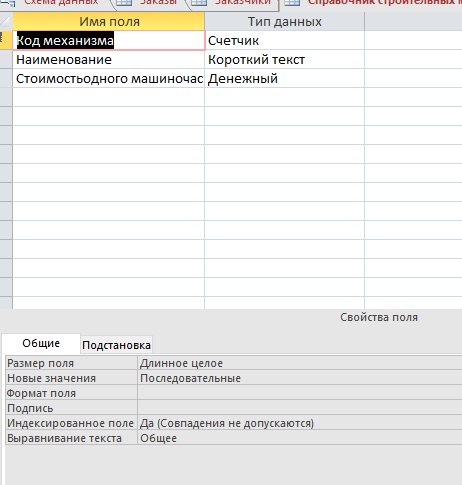 Схема данных Заказы Заказчики Справочник строительных
Имя поля Тип данных
Код механизма Счетчик
Наименование Короткий текст
Стоимостьодного машиночас Денежный
Свойства поля
Общие Подстановка
Размер поля Длинное целое
Новые значения Последовательные
Формат поля
Подпись
Индексированное поле Да (Совпадения не допускаются)
Выравнивание текста Общее